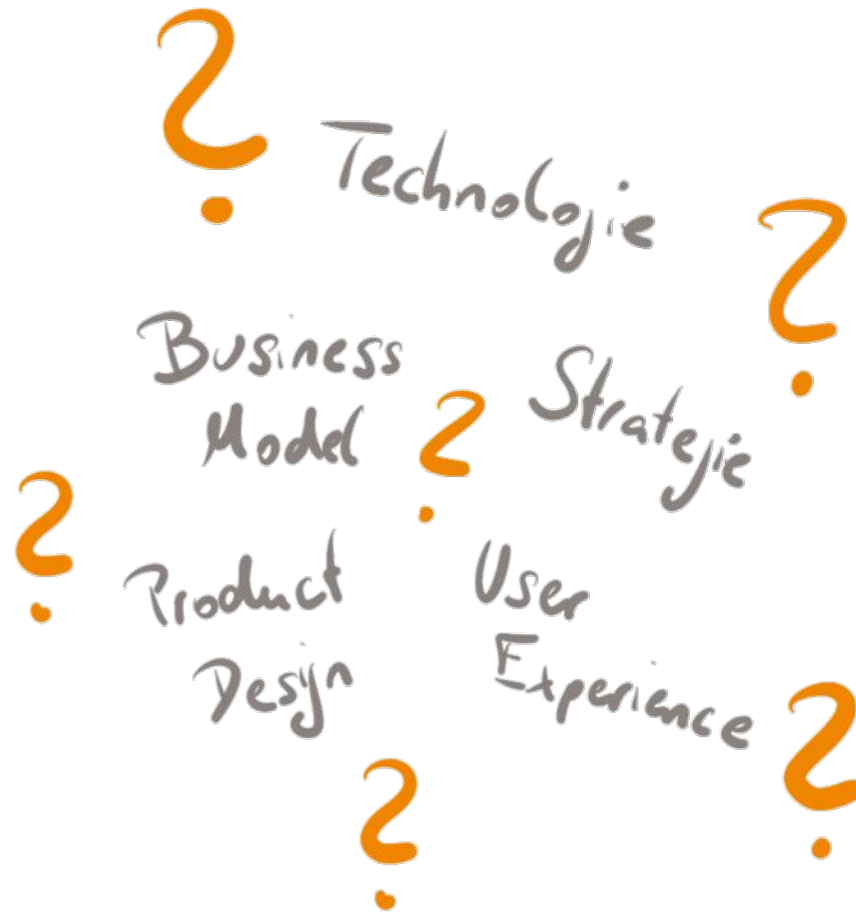 ?
Technologie
?
Business
Model
?
Strategie
?
Product
Design
User
Experience
?
?